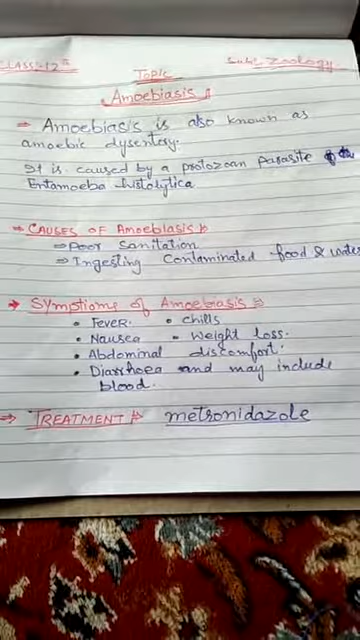 CLASS:-12th
Sub:- Zoology.
Topic
Amoebiasis
⇒ Amoebiasis is also known as
amoebic dysentery.
It is caused by a protozoan parasite
Entamoeba histolytica
→ CAUSES OF Amoebiasis
⇒ Poor sanitation
⇒ Ingesting Contaminated food & water
→ Symptioms of Amoebiasis
• Fever. • chills
• Nausea • Weight loss.
• Abdominal discomfort.
• Diarrhoea and may include
blood.
⇒ TREATMENT metronidazole